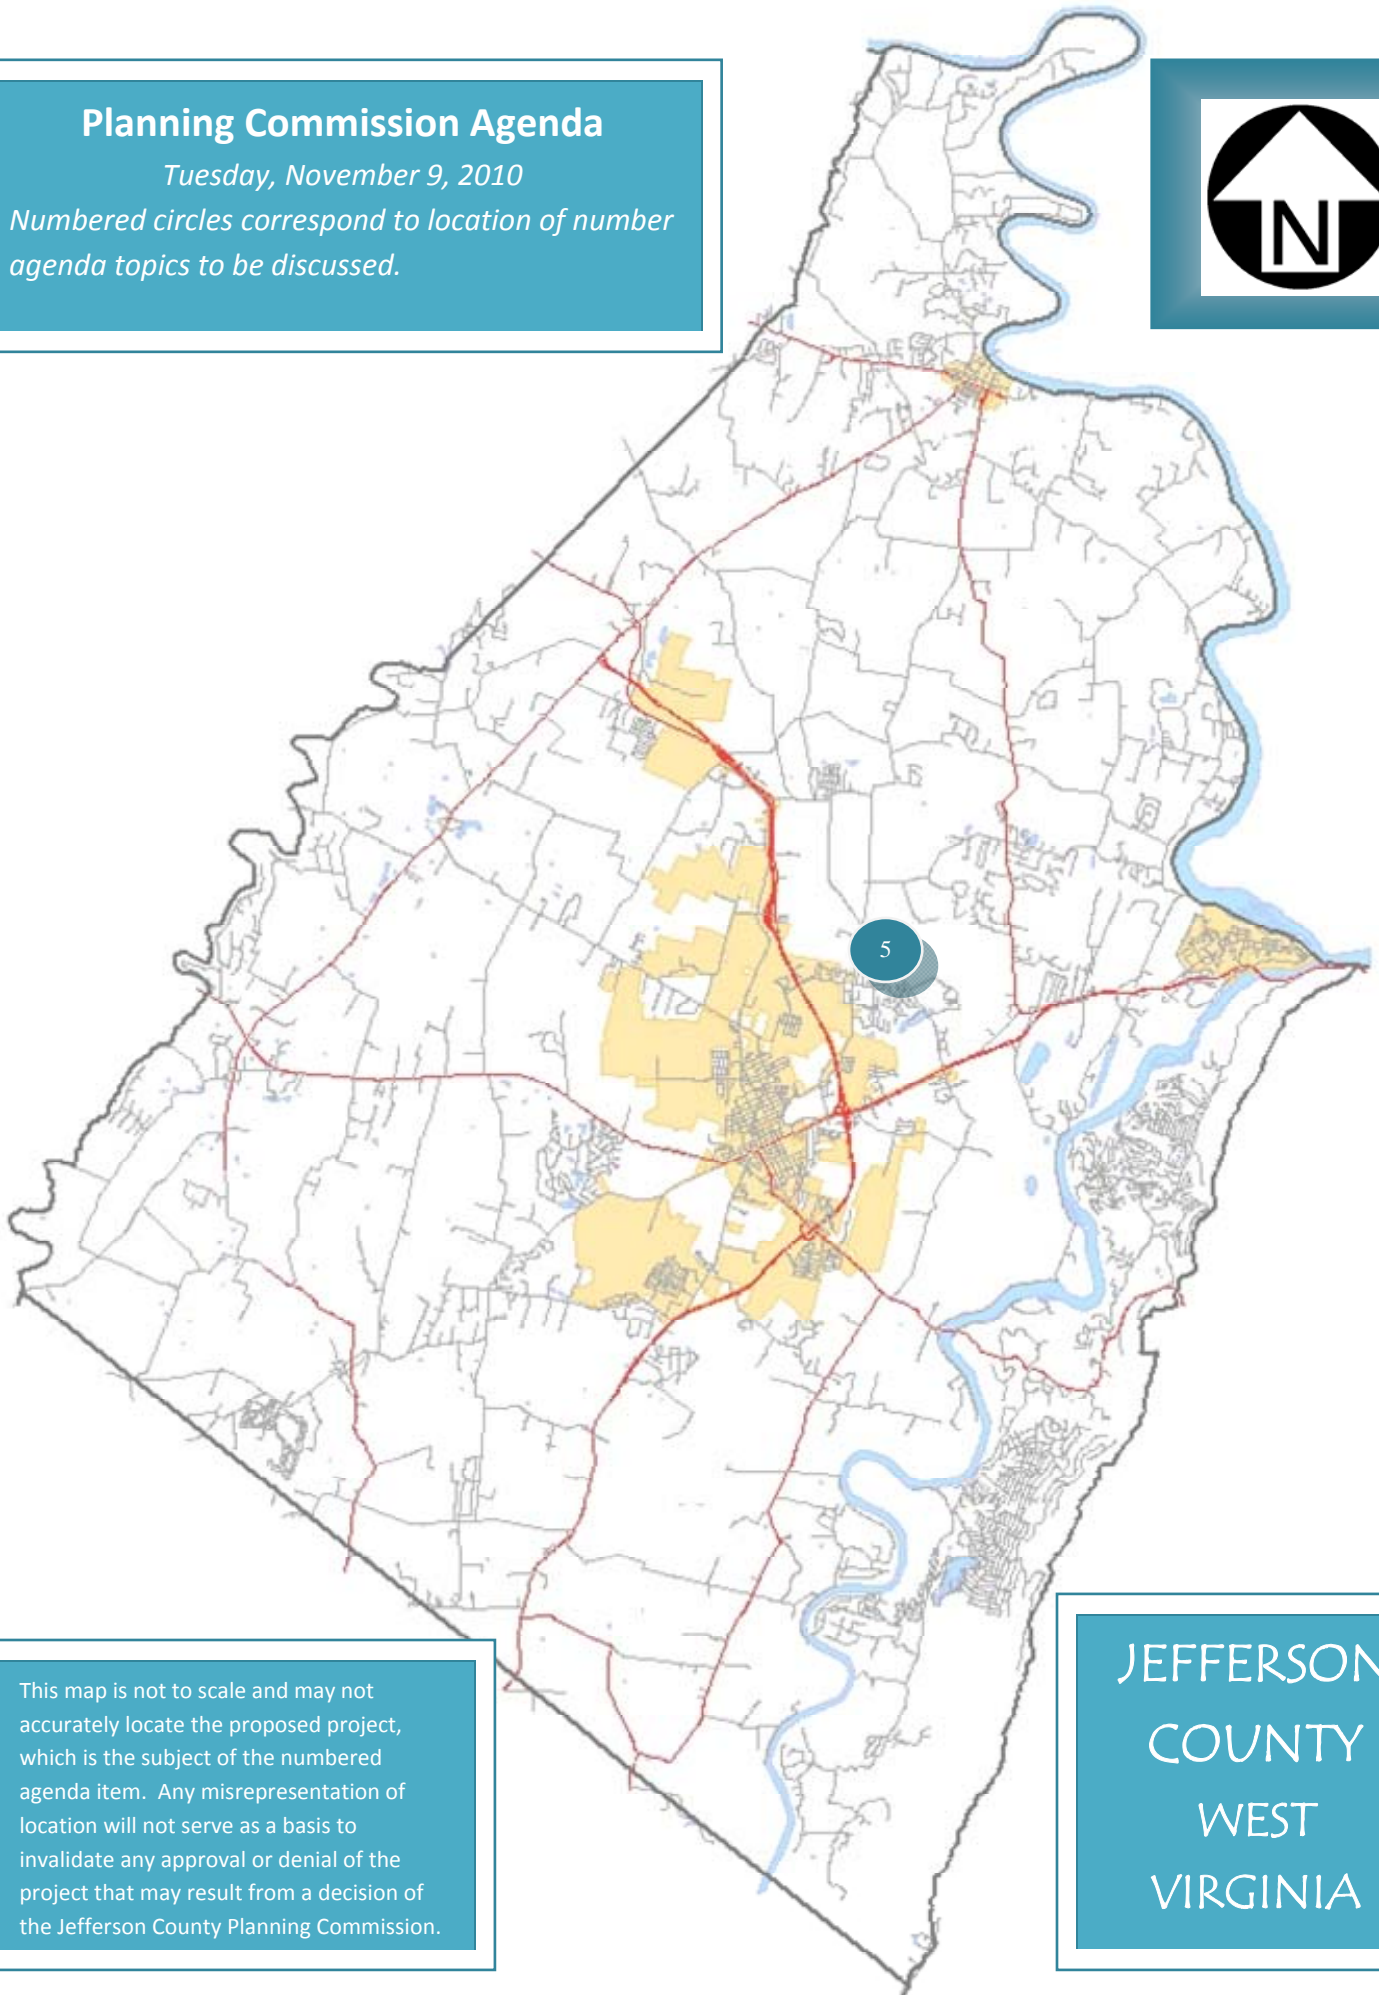 Planning Commission Agenda
Tuesday, November 9, 2010
Numbered circles correspond to location of number
agenda topics to be discussed.
N
5
This map is not to scale and may not
accurately locate the proposed project,
which is the subject of the numbered
agenda item.  Any misrepresentation of
location will not serve as a basis to
invalidate any approval or denial of the
project that may result from a decision of
the Jefferson County Planning Commission.
JEFFERSON
COUNTY
WEST
VIRGINIA